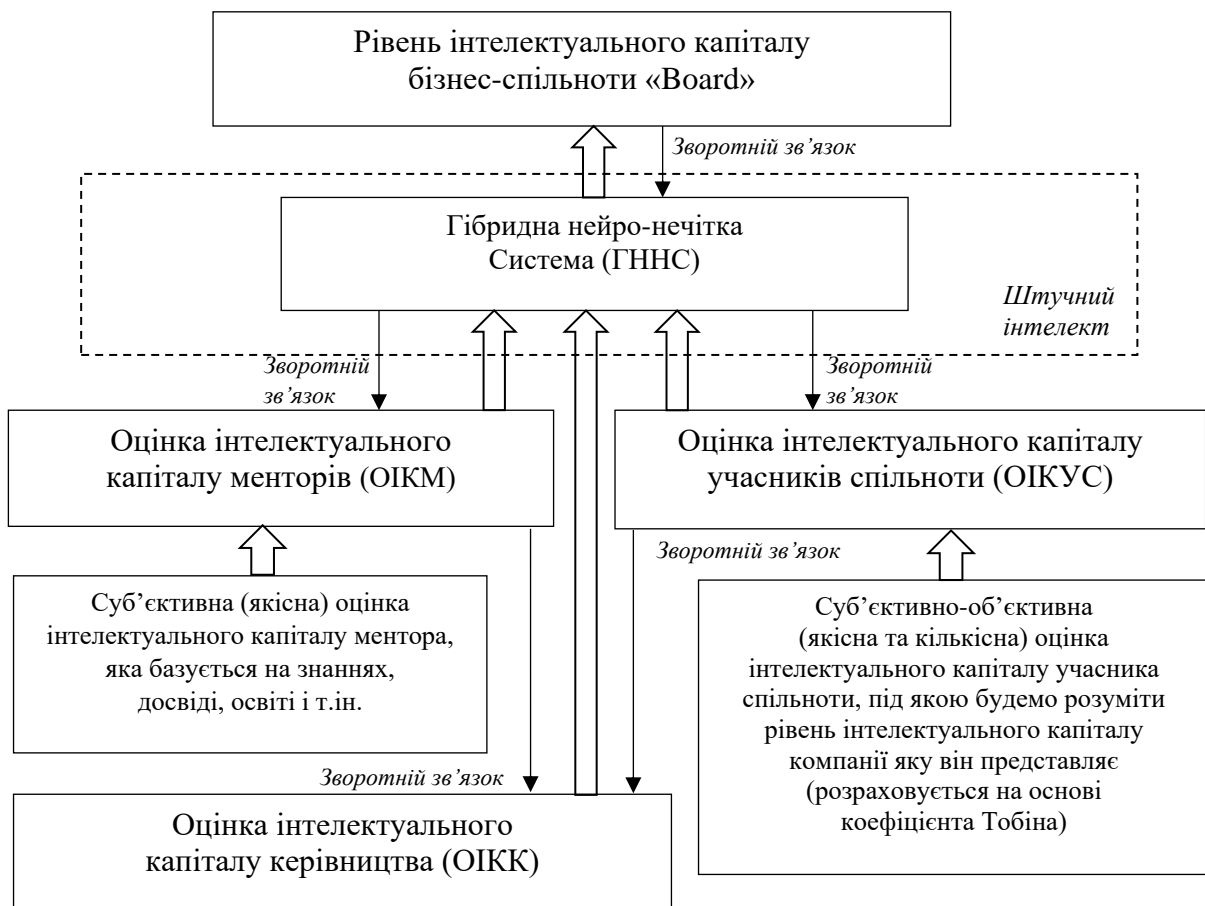 Рівень інтелектуального капіталу
бізнес-спільноти «Board»
Зворотній зв’язок
Гібридна нейро-нечітка
Система (ГННС)
Штучний
інтелект
Зворотній
зв’язок
Зворотній
зв’язок
Оцінка інтелектуального
капіталу менторів (ОІКМ)
Оцінка інтелектуального капіталу
учасників спільноти (ОІКУС)
Зворотній зв’язок
Суб’єктивна (якісна) оцінка
інтелектуального капіталу ментора,
яка базується на знаннях,
досвіді, освіті і т.ін.
Суб’єктивно-об’єктивна
(якісна та кількісна) оцінка
інтелектуального капіталу учасника
спільноти, під якою будемо розуміти
рівень інтелектуального капіталу
компанії яку він представляє
(розраховується на основі
коефіцієнта Тобіна)
Зворотній зв’язок
Оцінка інтелектуального
капіталу керівництва (ОІКК)